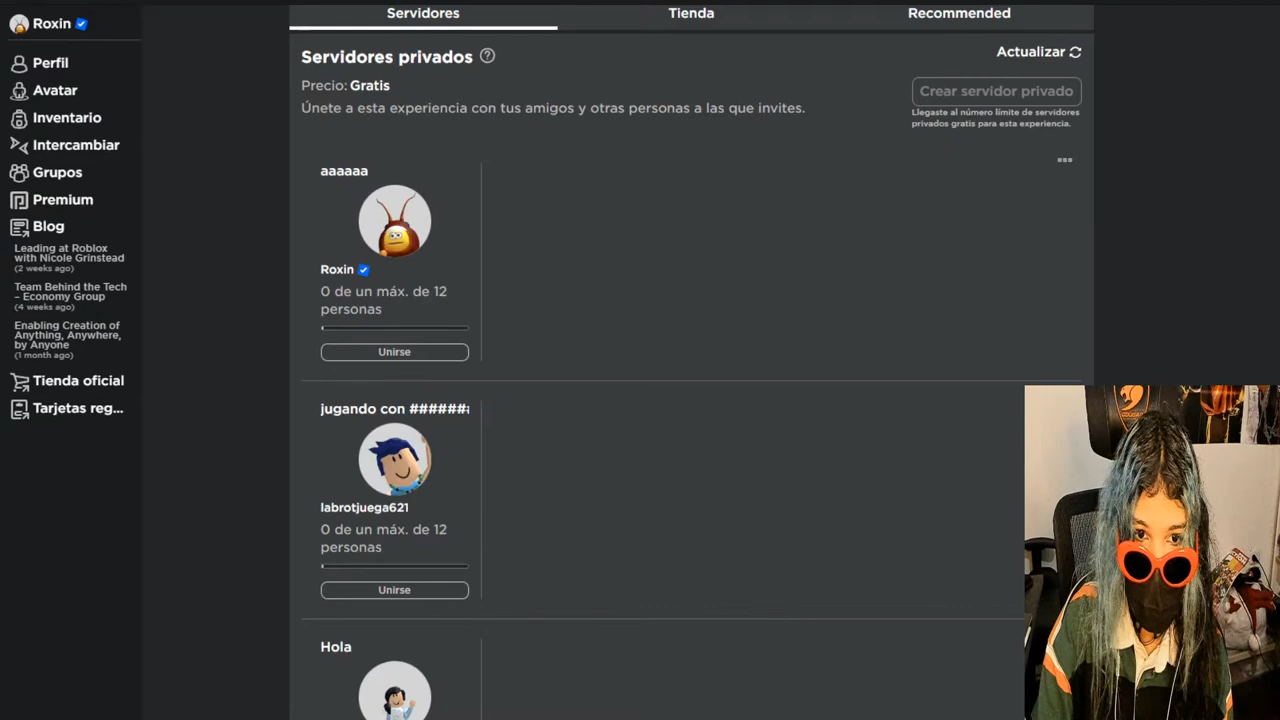 Roxin
Perfil
Avatar
Inventario
Intercambiar
Grupos
Premium
Blog
Leading at Roblox
with Nicole Grinstead
(2 weeks ago)
Team Behind the Tech
– Economy Group
(4 weeks ago)
Enabling Creation of
Anything, Anywhere,
by Anyone
(1 month ago)
Tienda oficial
Tarjetas reg...
Servidores
Tienda
Recommended
Servidores privados
Actualizar
Precio: Gratis
Crear servidor privado
Únete a esta experiencia con tus amigos y otras personas a las que invites.
Llegaste al número límite de servidores
privados gratis para esta experiencia.
aaaaaa
Roxin
0 de un máx. de 12
personas
Unirse
jugando con ######
labrotjuega621
0 de un máx. de 12
personas
Unirse
Hola
COUGAR